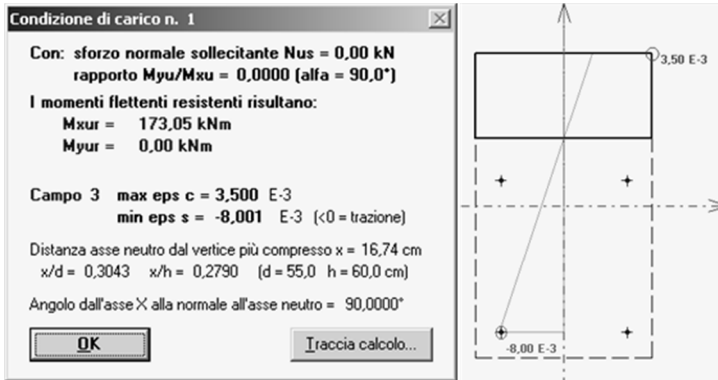 Condizione di carico n. 1
Con: sforzo normale sollecitante Nus = 0,00 kN
rapporto Myu/Mxu = 0,0000 (alfa = 90,0°)
I momenti flettenti resistenti risultano:
Mxur = 173,05 kNm
Myur = 0,00 kNm
Campo 3 max eps c = 3,500 E-3
min eps s = -8,001 E-3 (<0 = trazione)
Distanza asse neutro dal vertice più compresso x = 16,74 cm
x/d = 0,3043 x/h = 0,2790 (d = 55,0 h = 60,0 cm)
Angolo dall'asse X alla normale all'asse neutro = 90,0000°
OK
Traccia calcolo...
3,50 E-3
-8,00 E-3